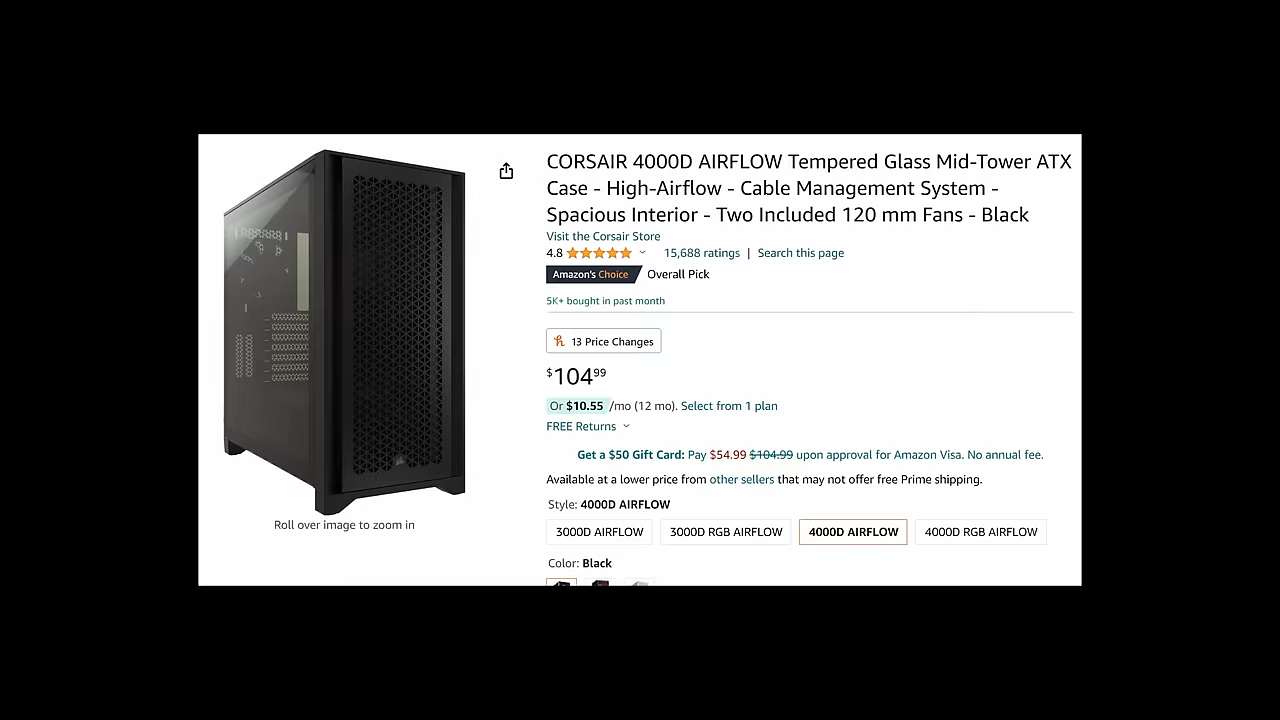 CORSAIR 4000D AIRFLOW Tempered Glass Mid-Tower ATX
Case - High-Airflow - Cable Management System -
Spacious Interior - Two Included 120 mm Fans - Black
Visit the Corsair Store
4.8 15,688 ratings | Search this page
Amazon's Choice Overall Pick
5K+ bought in past month
13 Price Changes
$104.99
Or $10.55 /mo (12 mo). Select from 1 plan
FREE Returns
Get a $50 Gift Card: Pay $54.99 $104.99 upon approval for Amazon Visa. No annual fee.
Available at a lower price from other sellers that may not offer free Prime shipping.
Style: 4000D AIRFLOW
3000D AIRFLOW 3000D RGB AIRFLOW 4000D AIRFLOW 4000D RGB AIRFLOW
Color: Black
Roll over image to zoom in